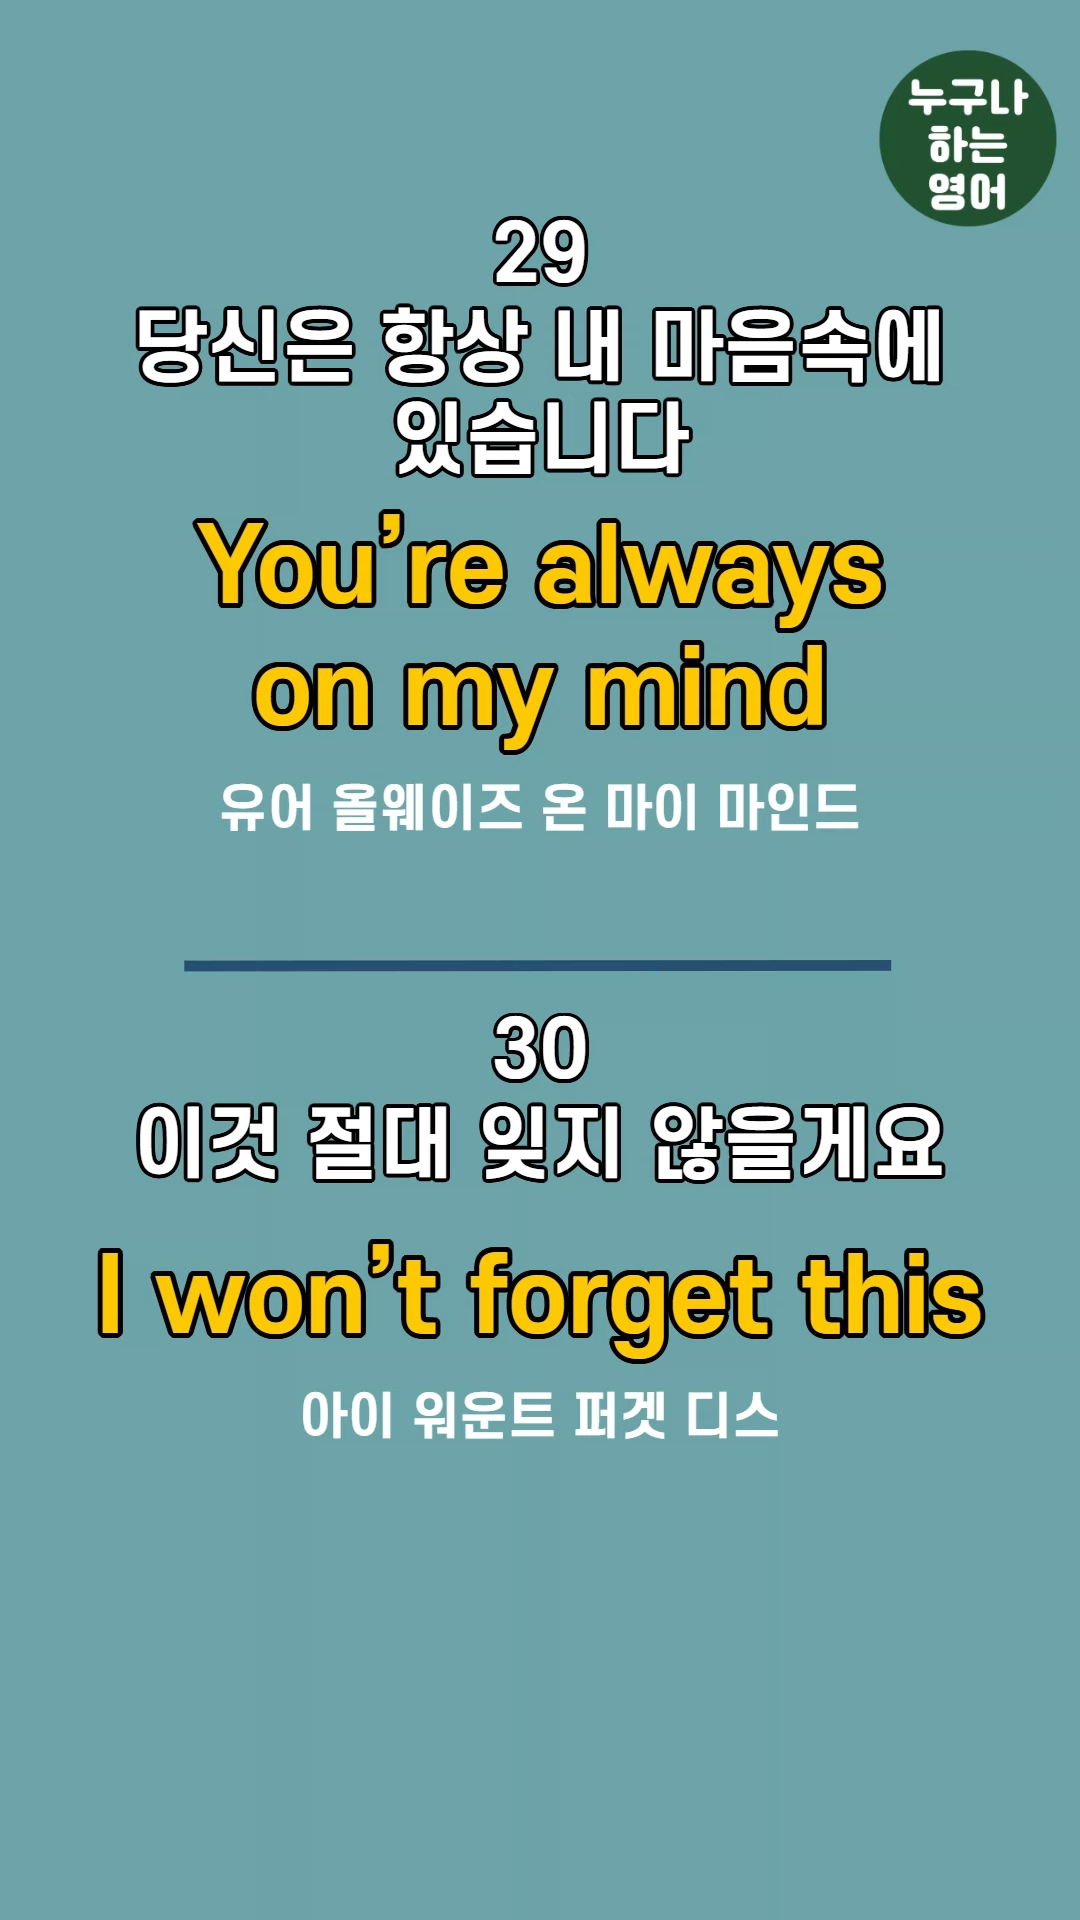 누구나
하는
영어
29
당신은 항상 내 마음속에
있습니다
You’re always
on my mind
유어 올웨이즈 온 마이 마인드
30
이것 절대 잊지 않을게요
I won’t forget this
아이 워운트 퍼겟 디스